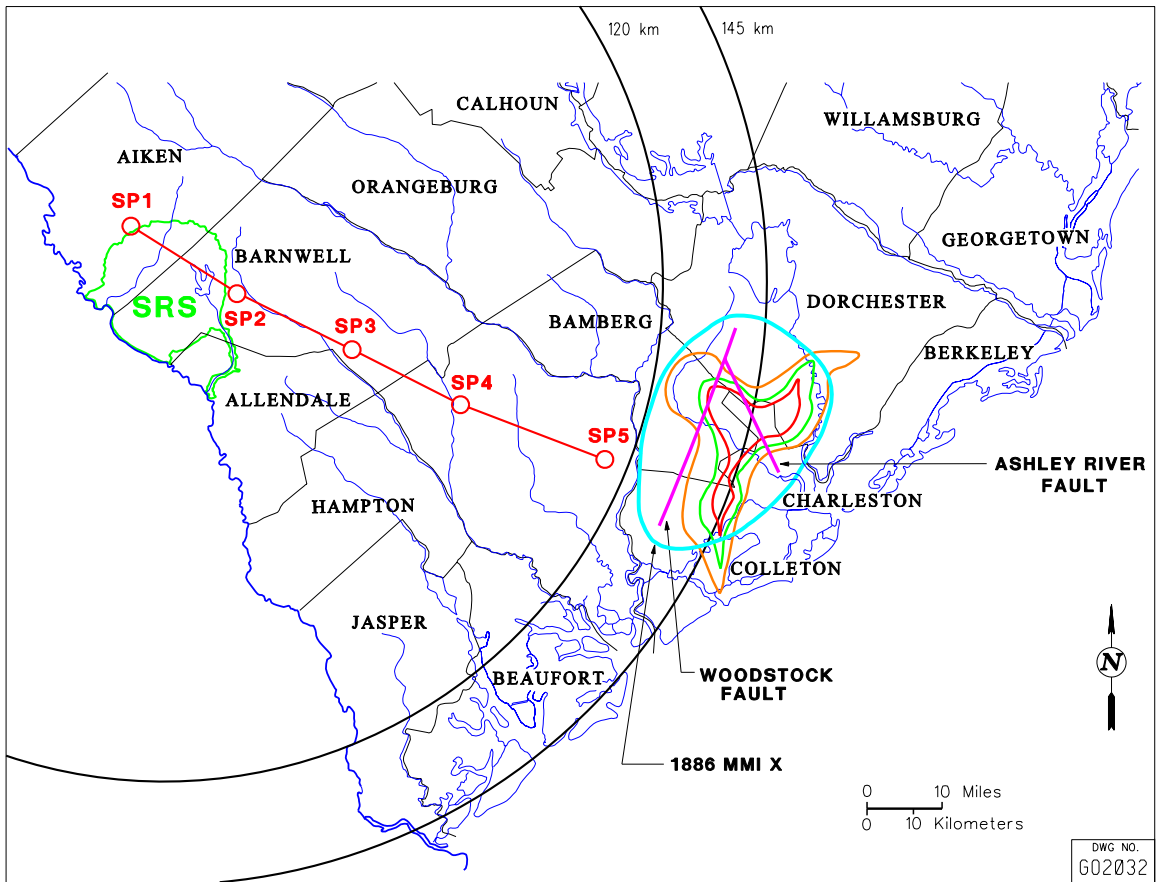 120 km
145 km
CALHOUN
WILLAMSBURG
AIKEN
ORANGEBURG
SP1
GEORGETOWN
BARNWELL
SRS
SP2
DORCHESTER
BAMBERG
SP3
BERKELEY
SP4
ALLENDALE
SP5
ASHLEY RIVER
FAULT
CHARLESTON
HAMPTON
COLLETON
JASPER
BEAUFORT
WOODSTOCK
FAULT
N
1886 MMI X
0 10 Miles
0 10 Kilometers
DWG NO.
G02032